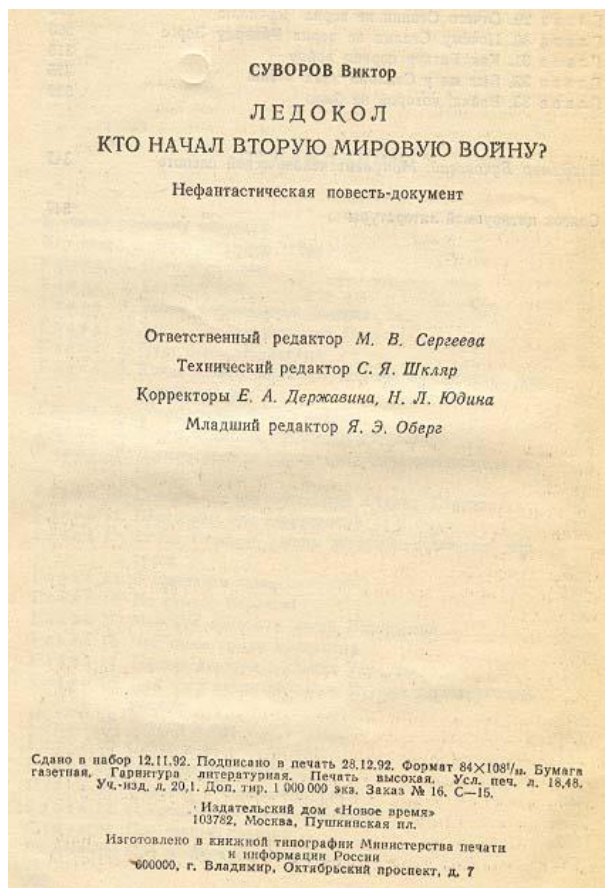 СУВОРОВ Виктор
ЛЕДОКОЛ
КТО НАЧАЛ ВТОРУЮ МИРОВУЮ ВОЙНУ?
Нефантастическая повесть-документ
Ответственный редактор М. В. Сергеева
Технический редактор С. Я. Шкляр
Корректоры Е. А. Державина, Н. Л. Юдина
Младший редактор Я. Э. Оберг
Сдано в набор 12.11.92. Подписано в печать 28.12.92. Формат 84×108¹/₃₂. Бумага
газетная. Гарнитура литературная. Печать высокая. Усл. печ. л. 18,48.
Уч.-изд. л. 20,1. Доп. тир. 1 000 000 экз. Заказ № 16. С—15.
Издательский дом «Новое время»
103782, Москва, Пушкинская пл.
Изготовлено в книжной типографии Министерства печати
и информации России
600000, г. Владимир, Октябрьский проспект, д. 7